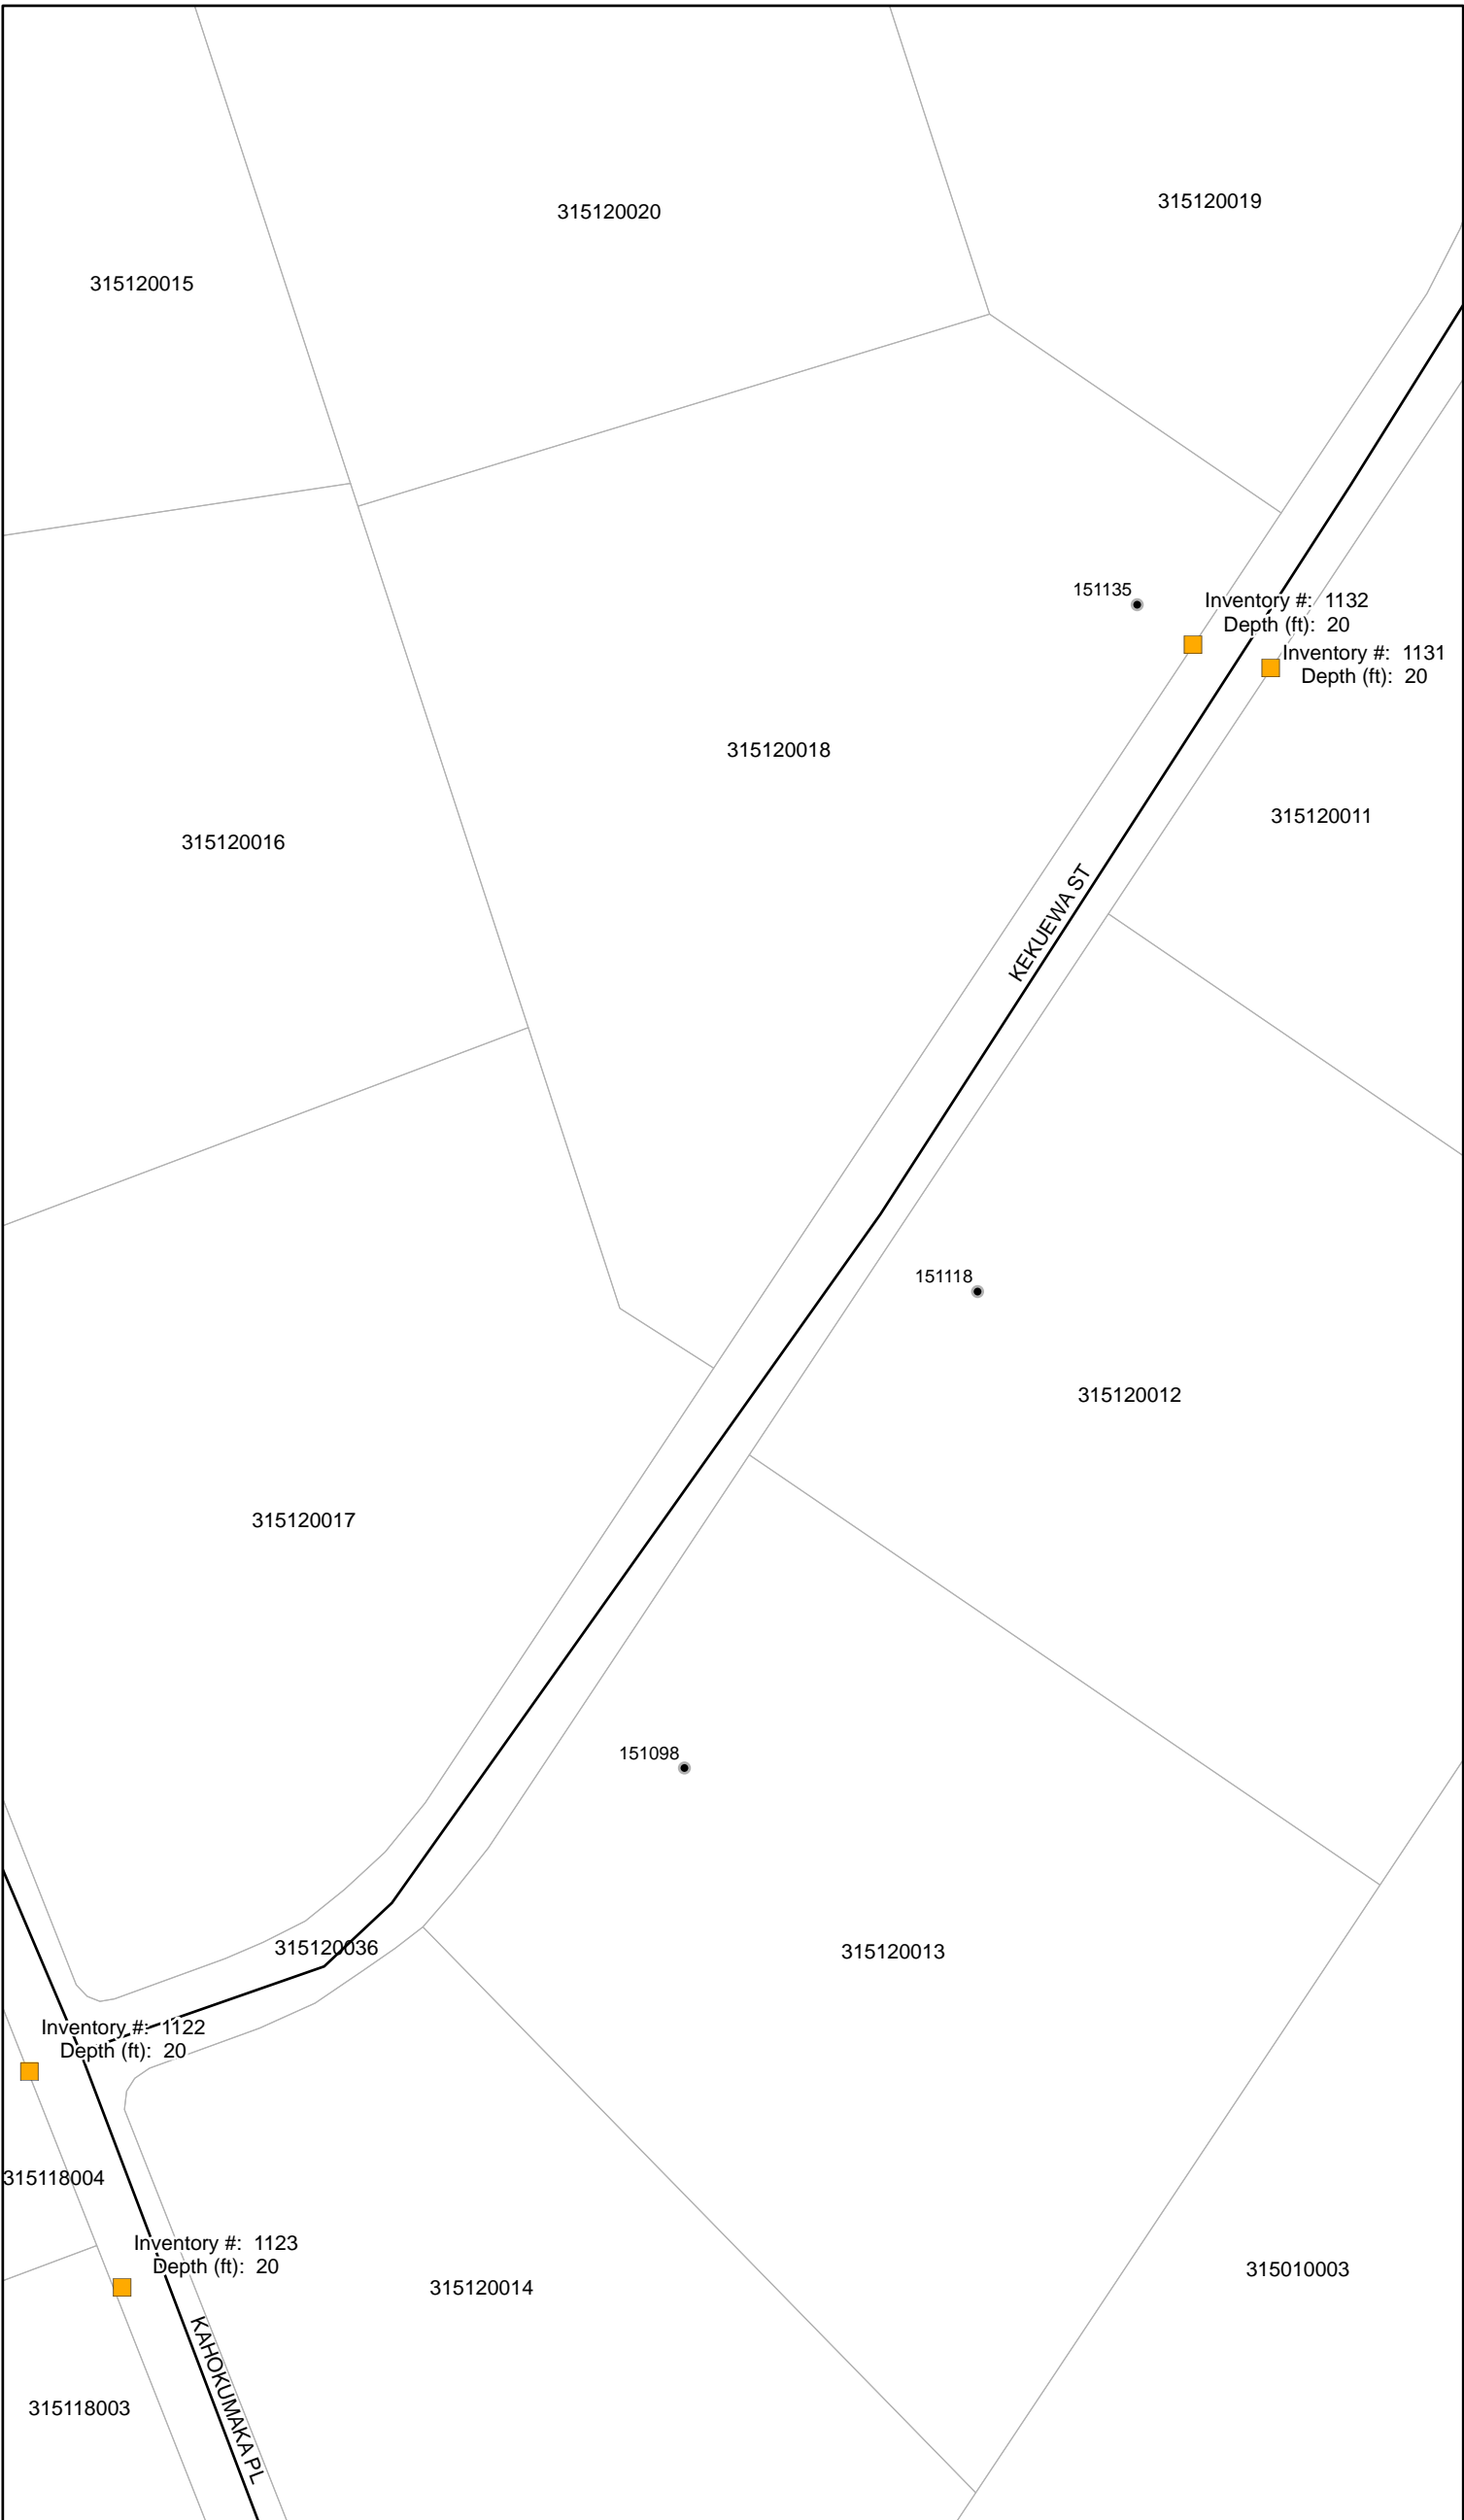 315120019
315120020
315120015
151135
Inventory #: 1132
Depth (ft): 20
Inventory #: 1131
Depth (ft): 20
315120018
315120011
315120016
KEKUEWA ST
151118
315120012
315120017
151098
315120036
315120013
Inventory #: 1122
Depth (ft): 20
315118004
Inventory #: 1123
Depth (ft): 20
315010003
315120014
KAHOKUMAKA PL
315118003